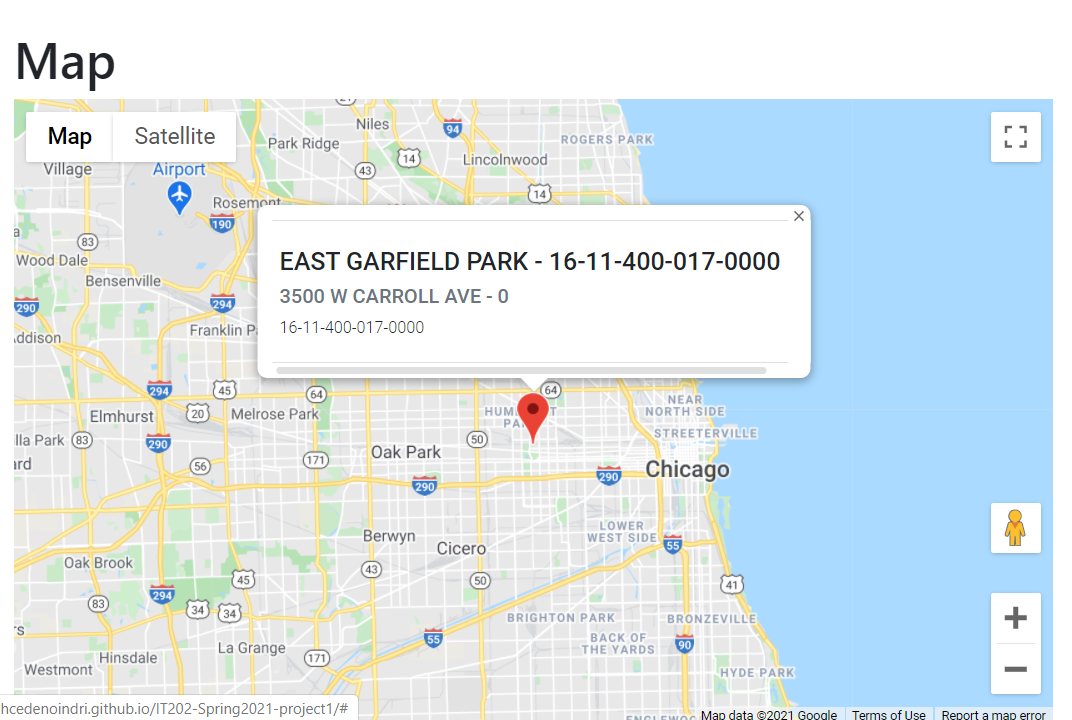 Map
Map
Satellite
Niles
94
ROGERS PARK
Park Ridge
14
Lincolnwood
43
Village
Airport
14
Rosemont
190
83
Wood Dale
Bensenville
EAST GARFIELD PARK - 16-11-400-017-0000
3500 W CARROLL AVE - 0
16-11-400-017-0000
290
294
Franklin P
294
45
64
64
Elmhurst
20
Melrose Park
NEAR
NORTH SIDE
83
290
50
STREETERVILLE
Oak Park
56
171
290
290
Chicago
LOWER
WEST SIDE
Berwyn
Cicero
55
Oak Brook
43
45
50
41
294
83
34
34
BRIGHTON PARK
BRONZEVILLE
55
BACK OF
THE YARDS
90
La Grange
Hinsdale
171
Westmont
HYDE PARK
hcedenoindri.github.io/IT202-Spring2021-project1/#
Map data ©2021 Google
Terms of Use
Report a map error